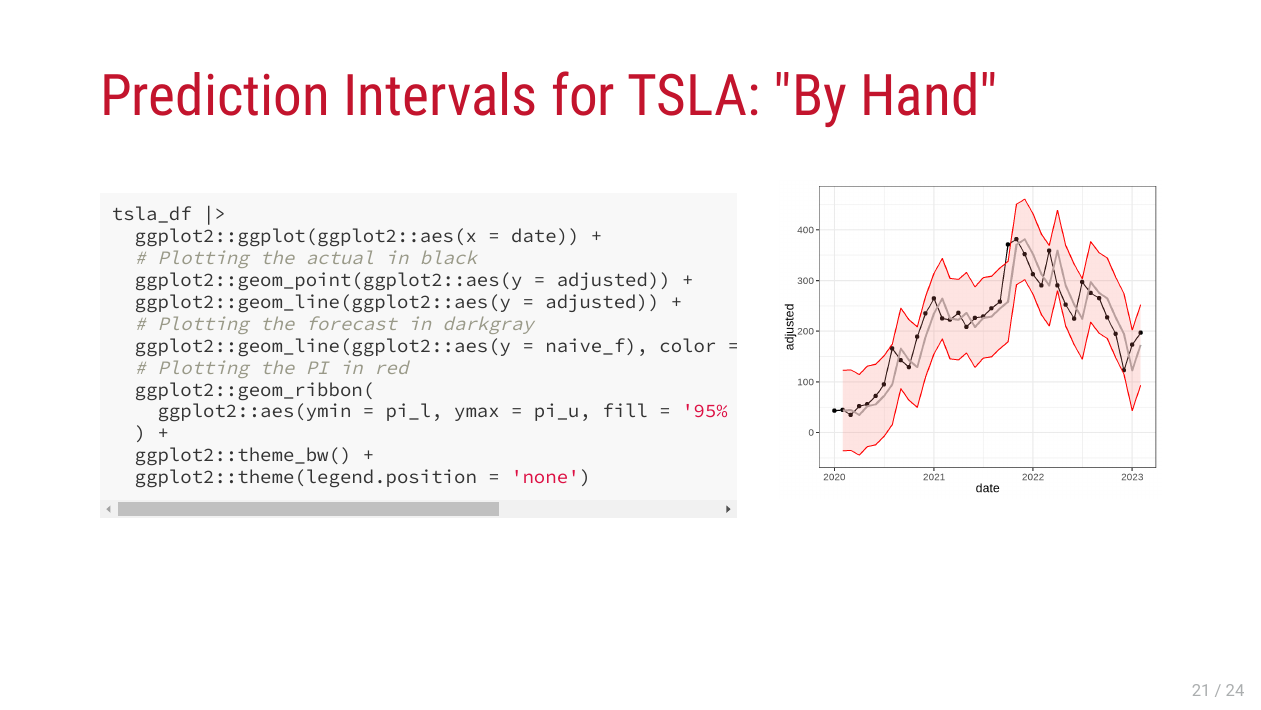 Prediction Intervals for TSLA: "By Hand"
tsla_df |>
  ggplot2::ggplot(ggplot2::aes(x = date)) +
  # Plotting the actual in black
  ggplot2::geom_point(ggplot2::aes(y = adjusted)) +
  ggplot2::geom_line(ggplot2::aes(y = adjusted)) +
  # Plotting the forecast in darkgray
  ggplot2::geom_line(ggplot2::aes(y = naive_f), color =
  # Plotting the PI in red
  ggplot2::geom_ribbon(
    ggplot2::aes(ymin = pi_l, ymax = pi_u, fill = '95%
  ) +
  ggplot2::theme_bw() +
  ggplot2::theme(legend.position = 'none')
400
300
200
100
0
adjusted
2020 2021 2022 2023
date
21 / 24